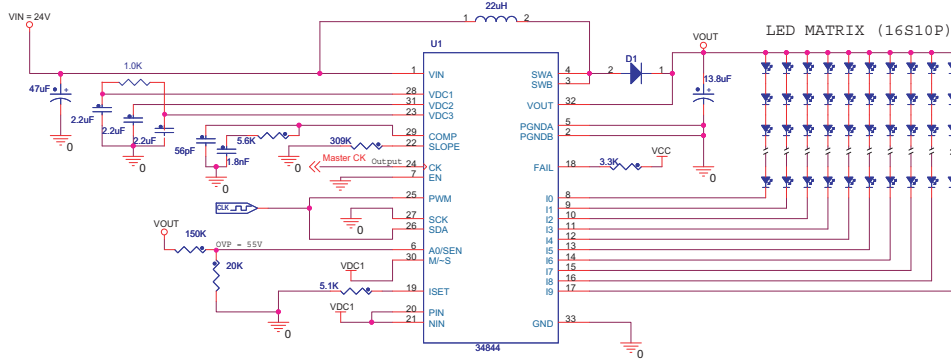 VIN = 24V
22uH
1 2
LED MATRIX (16S10P)
VOUT
U1
D1
2 1
1.0K
47uF
13.8uF
1 VIN
28 VDC1
31 VDC2
23 VDC3
29 COMP
22 SLOPE
24 CK
7 EN
25 PWM
27 SCK
26 SDA
6 A0/SEN
30 M/~S
19 ISET
20 PIN
21 NIN
SWA 4
SWB 3
VOUT 32
PGNDA 5
PGNDB 2
FAIL 18
I0 8
I1 9
I2 10
I3 11
I4 12
I5 13
I6 14
I7 15
I8 16
I9 17
GND 33
34844
2.2uF
2.2uF
2.2uF
0
0
56pF
5.6K
1.8nF
0
309K
0
Master CK
Output
0
CLK
0
VOUT
150K
OVP = 55V
20K
VDC1
5.1K
VDC1
0
3.3K
VCC
0
0